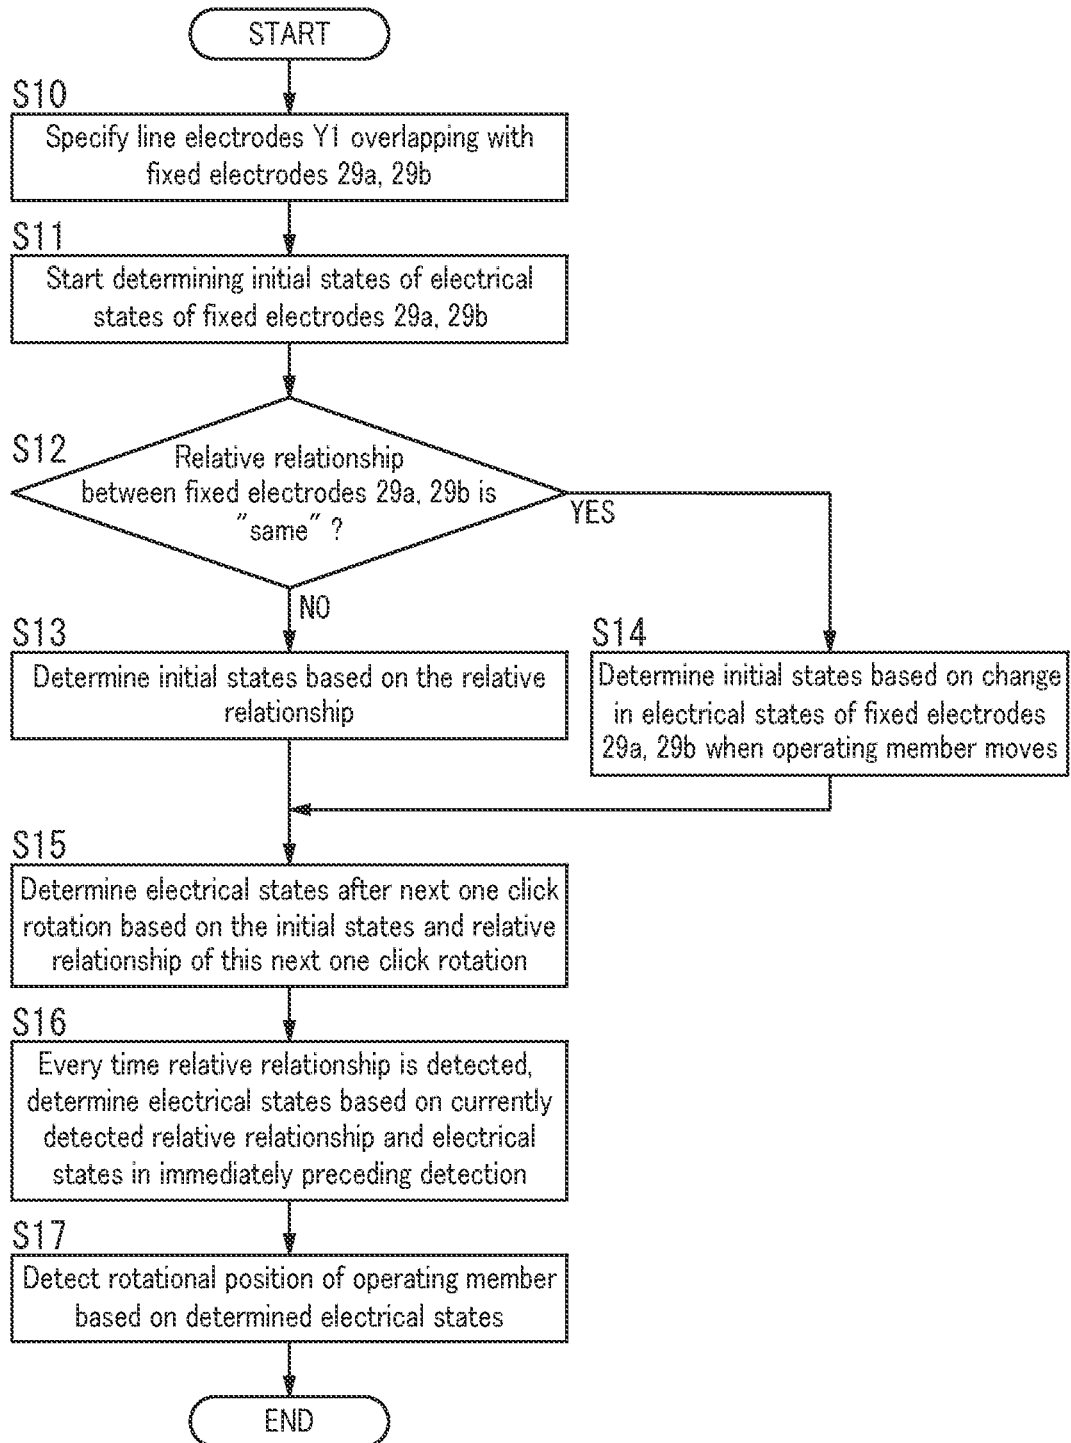 START
S10
Specify line electrodes Y1 overlapping with
fixed electrodes 29a, 29b
S11
Start determining initial states of electrical
states of fixed electrodes 29a, 29b
S12
Relative relationship
between fixed electrodes 29a, 29b is
"same" ?
YES
NO
S13
Determine initial states based on the relative
relationship
S14
Determine initial states based on change
in electrical states of fixed electrodes
29a, 29b when operating member moves
S15
Determine electrical states after next one click
rotation based on the initial states and relative
relationship of this next one click rotation
S16
Every time relative relationship is detected,
determine electrical states based on currently
detected relative relationship and electrical
states in immediately preceding detection
S17
Detect rotational position of operating member
based on determined electrical states
END